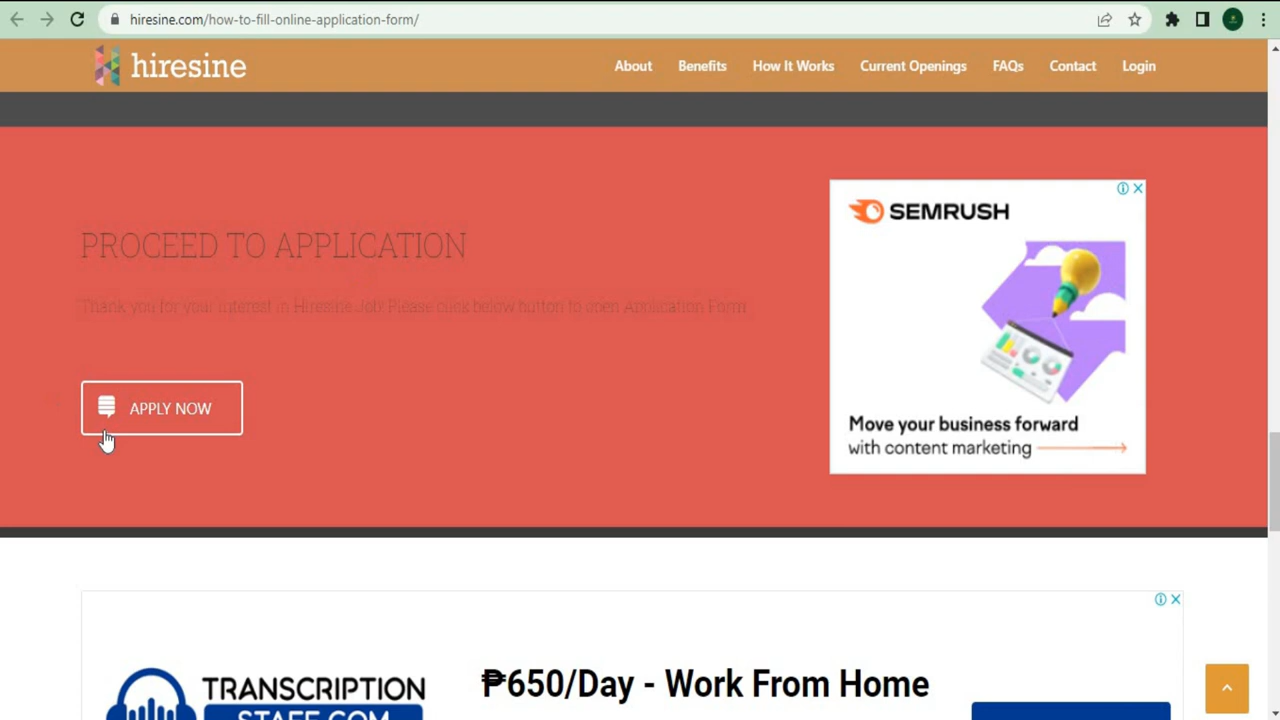 hiresine.com/how-to-fill-online-application-form/
hiresine
About
Benefits
How It Works
Current Openings
FAQs
Contact
Login
PROCEED TO APPLICATION
Thank you for your interest in Hiresine Job! Please click below button to open Application Form
APPLY NOW
SEMRUSH
Move your business forward
with content marketing
TRANSCRIPTION
STAFF.COM
₱650/Day - Work From Home